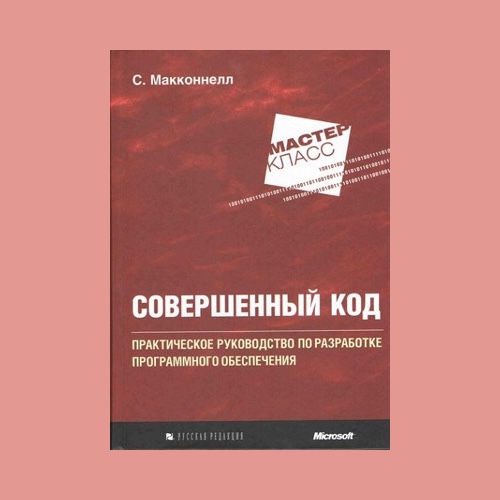 С. Макконнелл
МАСТЕР
КЛАСС
СОВЕРШЕННЫЙ КОД
ПРАКТИЧЕСКОЕ РУКОВОДСТВО ПО РАЗРАБОТКЕ
ПРОГРАММНОГО ОБЕСПЕЧЕНИЯ
РУССКАЯ РЕДАКЦИЯ
Microsoft